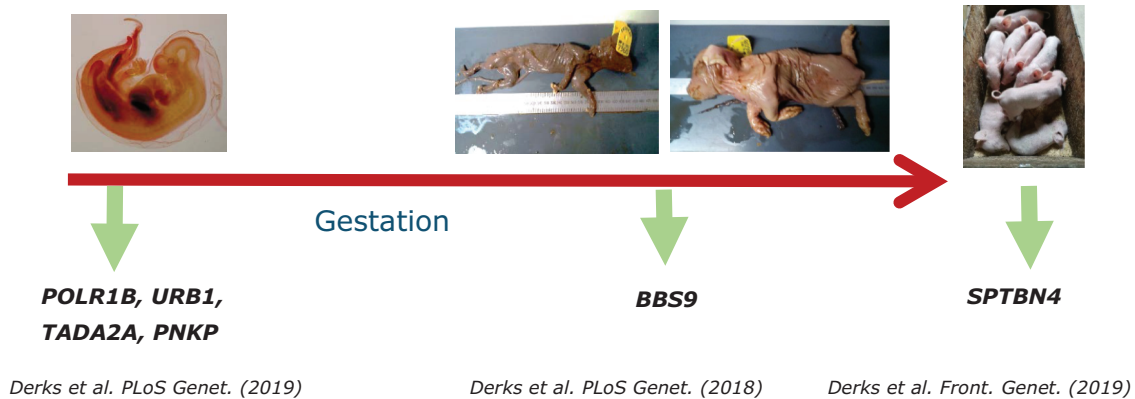 Gestation
POLR1B, URB1,
TADA2A, PNKP
BBS9
SPTBN4
Derks et al. PLoS Genet. (2019)
Derks et al. PLoS Genet. (2018)
Derks et al. Front. Genet. (2019)